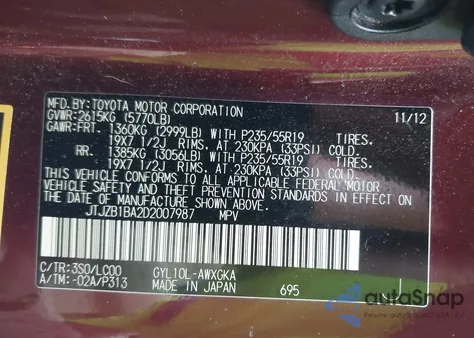 MFD.BY:TOYOTA MOTOR CORPORATION 11/12
GVWR:2615KG (5770LB)
GAWR:FRT. 1360KG (2999LB) WITH P235/55R19 TIRES.
19X7 1/2J RIMS. AT 230KPA (33PSI) COLD.
RR. 1385KG (3056LB) WITH P235/55R19 TIRES.
19X7 1/2J RIMS. AT 230KPA (33PSI) COLD.
THIS VEHICLE CONFORMS TO ALL APPLICABLE FEDERAL MOTOR
VEHICLE SAFETY STANDARDS IN EFFECT ON THE DATE OF
MANUFACTURE SHOWN ABOVE.
JTJZB1BA2D2007987 MPV
C/TR:3S0/LC00 GYL10L-AWXGKA
A/TM:-02A/P313 MADE IN JAPAN 695
autoSnap